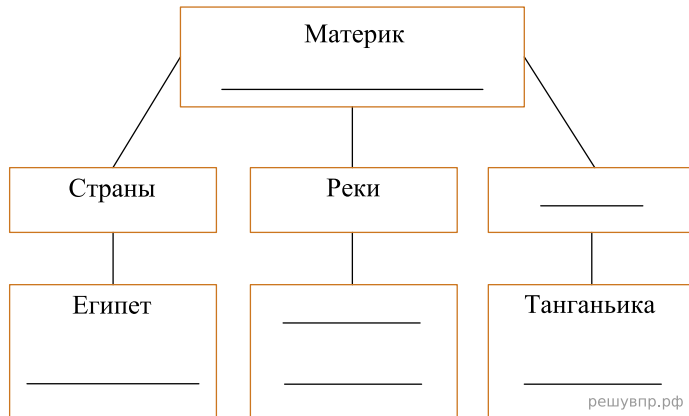 Материк
Страны
Реки
Египет
Танганьика
решувпр.рф